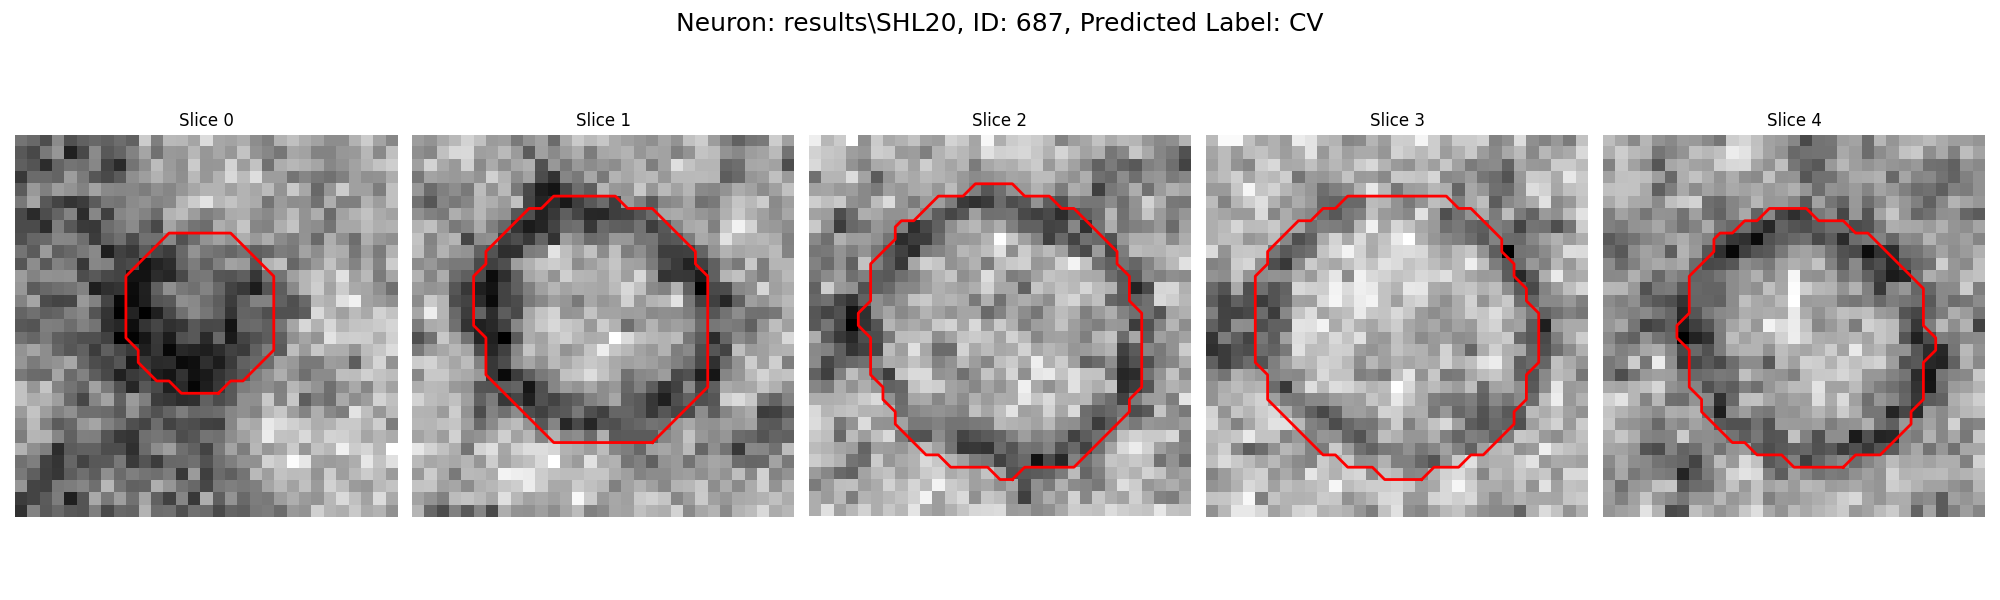 Neuron: results\SHL20, ID: 687, Predicted Label: CV
Slice 0
Slice 1
Slice 2
Slice 3
Slice 4